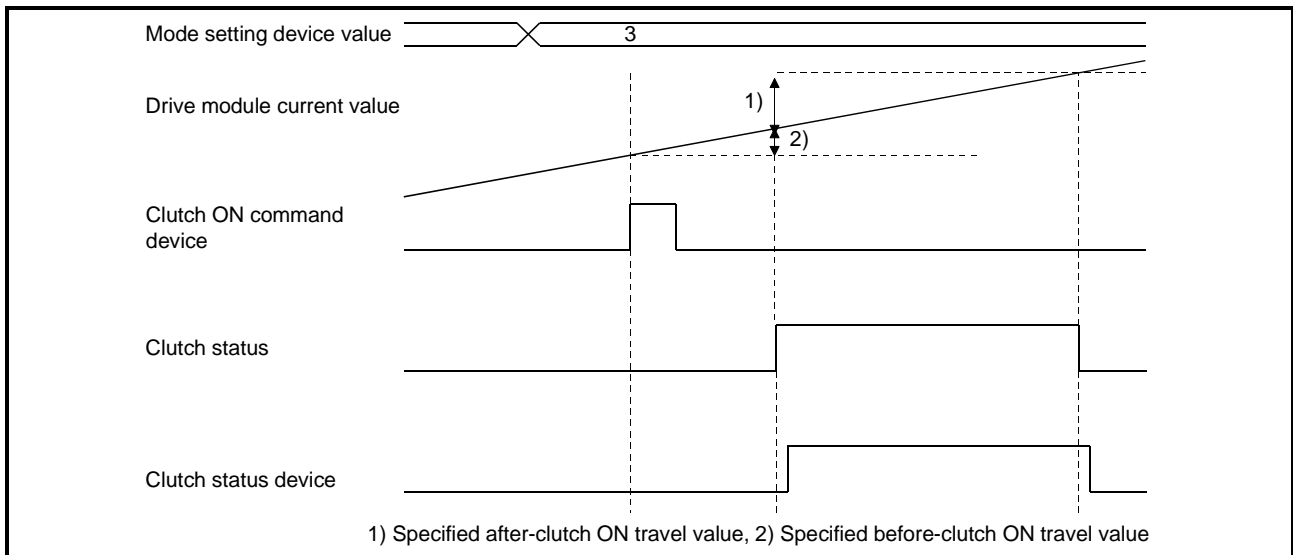 Mode setting device value
3
Drive module current value
1)
2)
Clutch ON command
device
Clutch status
Clutch status device
1) Specified after-clutch ON travel value, 2) Specified before-clutch ON travel value